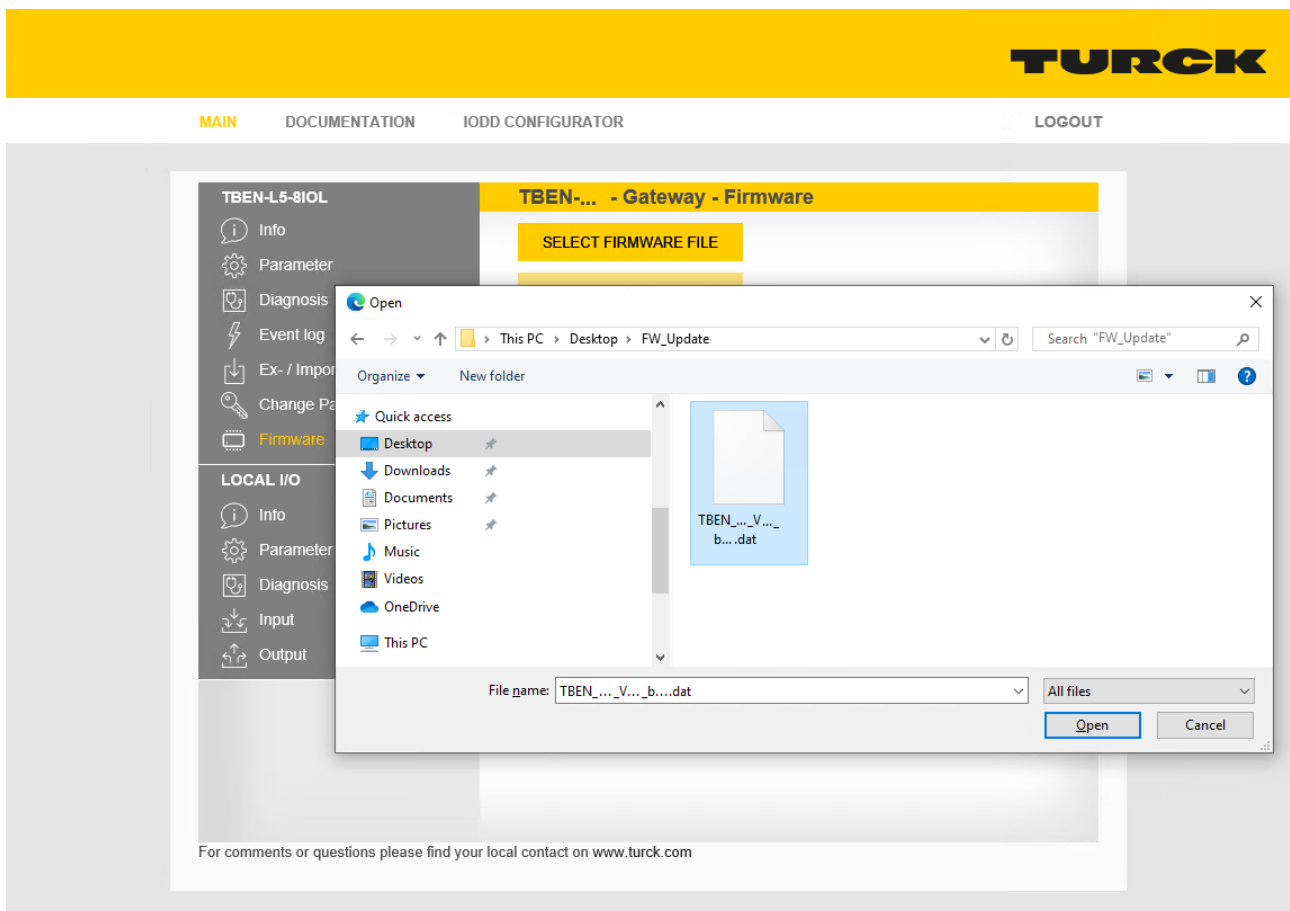 TURCK
MAIN DOCUMENTATION IODD CONFIGURATOR LOGOUT
TBEN-L5-8IOL
Info
Parameter
Diagnosis
Event log
Ex- / Impor
Change Pa
Firmware
LOCAL I/O
Info
Parameter
Diagnosis
Input
Output
TBEN-... - Gateway - Firmware
SELECT FIRMWARE FILE
Open
This PC > Desktop > FW_Update
Search "FW_Update"
Organize New folder
Quick access
Desktop
Downloads
Documents
Pictures
Music
Videos
OneDrive
This PC
TBEN_..._V..._
b... .dat
File name: TBEN_..._V..._b....dat
All files
Open Cancel
For comments or questions please find your local contact on www.turck.com